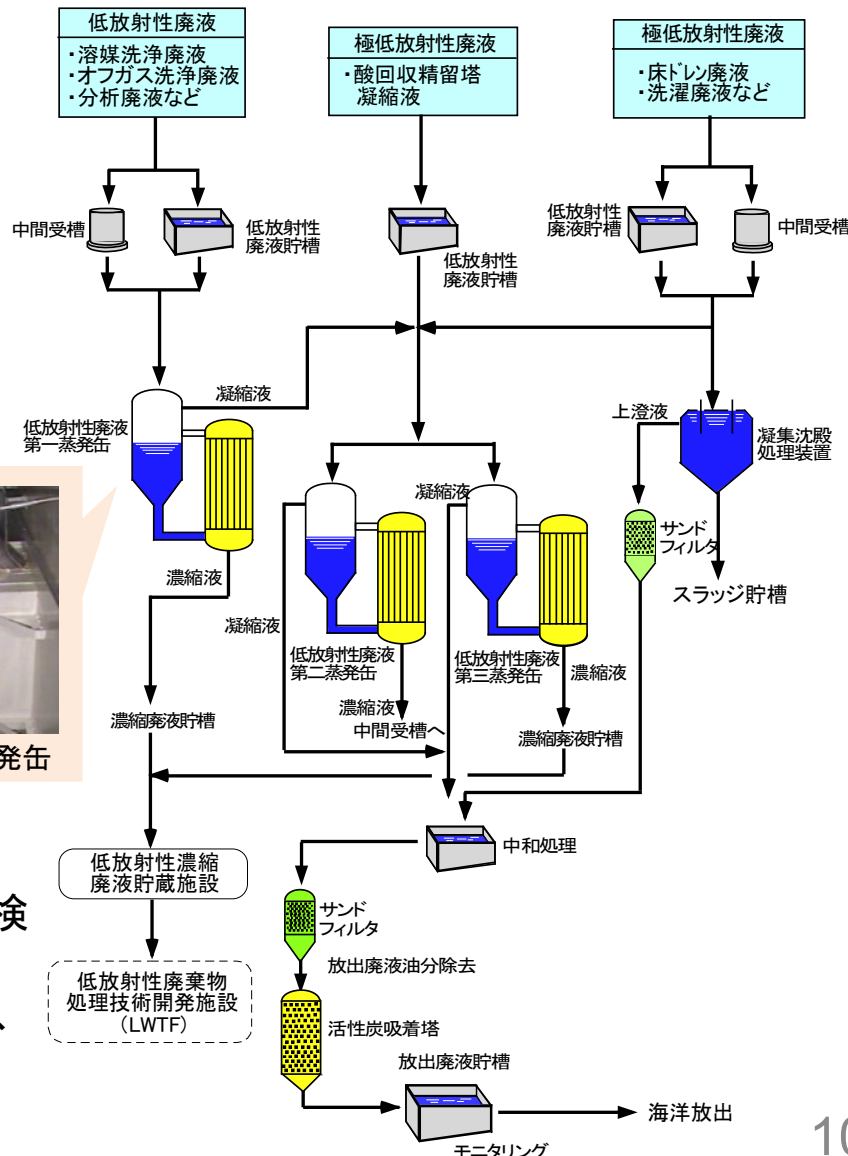 低放射性廃液
・溶媒洗浄廃液
・オフガス洗浄廃液
・分析廃液など
極低放射性廃液
・酸回収精留塔
凝縮液
極低放射性廃液
・床ドレン廃液
・洗濯廃液など
中間受槽
低放射性
廃液貯槽
低放射性
廃液貯槽
低放射性
廃液貯槽
中間受槽
凝縮液
低放射性廃液
第一蒸発缶
上澄液
凝集沈殿
処理装置
凝縮液
サンド
フィルタ
濃縮液
スラッジ貯槽
凝縮液
低放射性廃液
第二蒸発缶
低放射性廃液
第三蒸発缶
濃縮液
濃縮液
中間受槽へ
濃縮廃液貯槽
濃縮廃液貯槽
発缶
中和処理
低放射性濃縮
廃液貯蔵施設
検
サンド
フィルタ
放出廃液油分除去
低放射性廃棄物
処理技術開発施設
(LWTF)
、
活性炭吸着塔
放出廃液貯槽
海洋放出
モニタリング
10